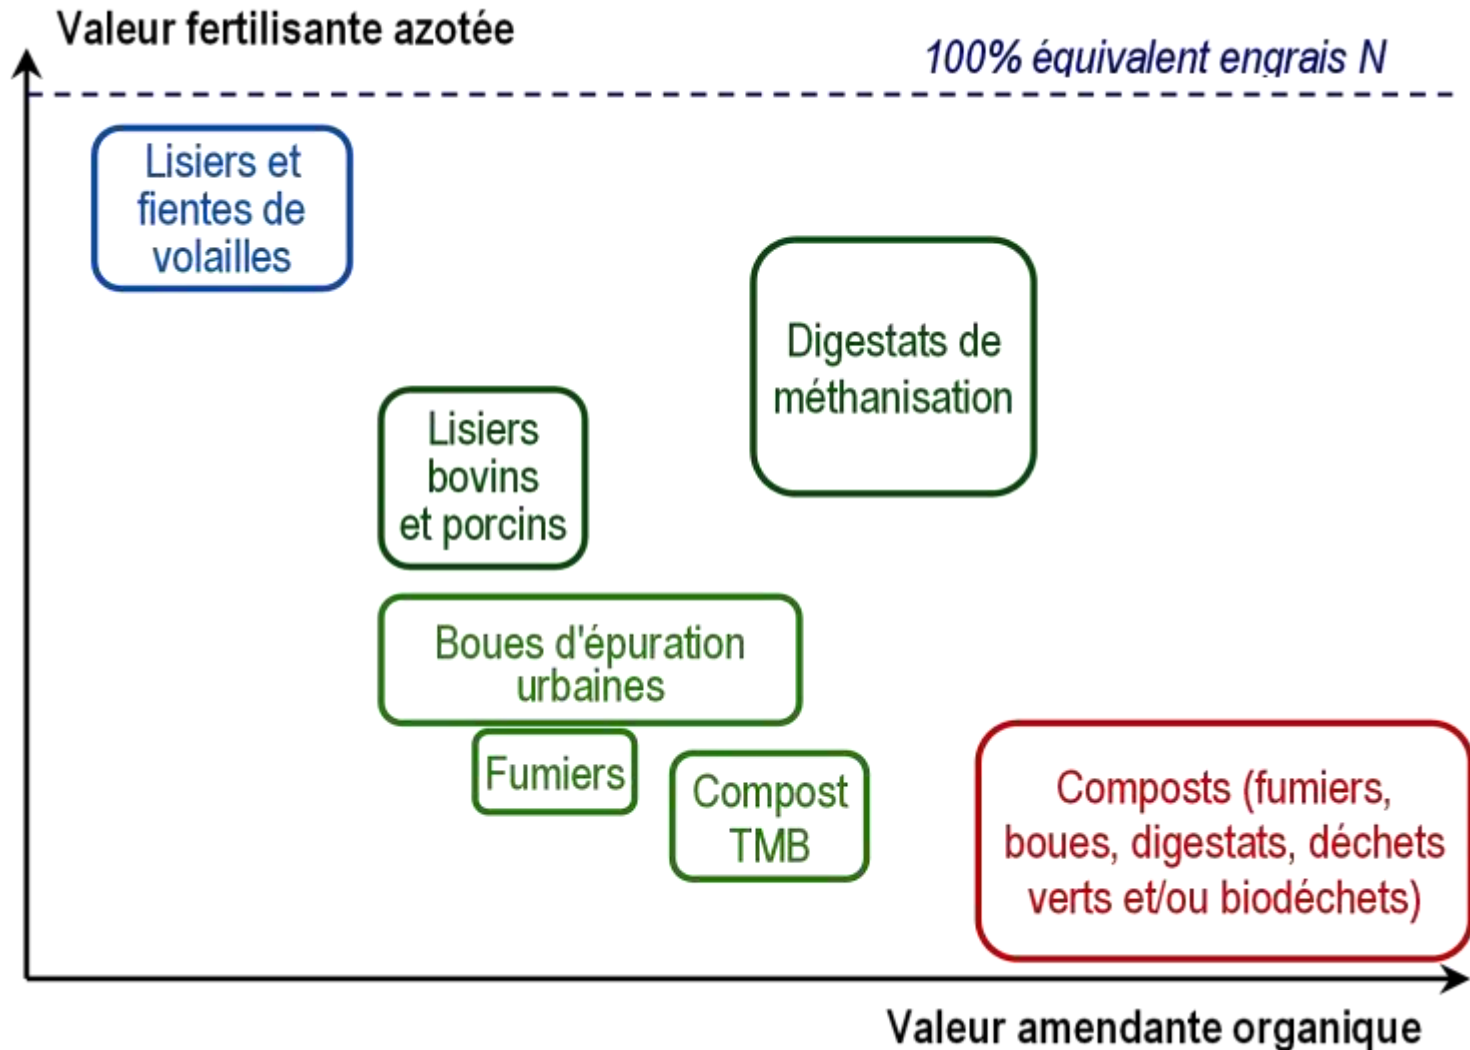 Valeur fertilisante azotée
100% équivalent engrais N
Lisiers et
fientes de
volailles
Digestats de
méthanisation
Lisiers
bovins
et porcins
Boues d'épuration
urbaines
Fumiers
Compost
TMB
Composts (fumiers,
boues, digestats, déchets
verts et/ou biodéchets)
Valeur amendante organique